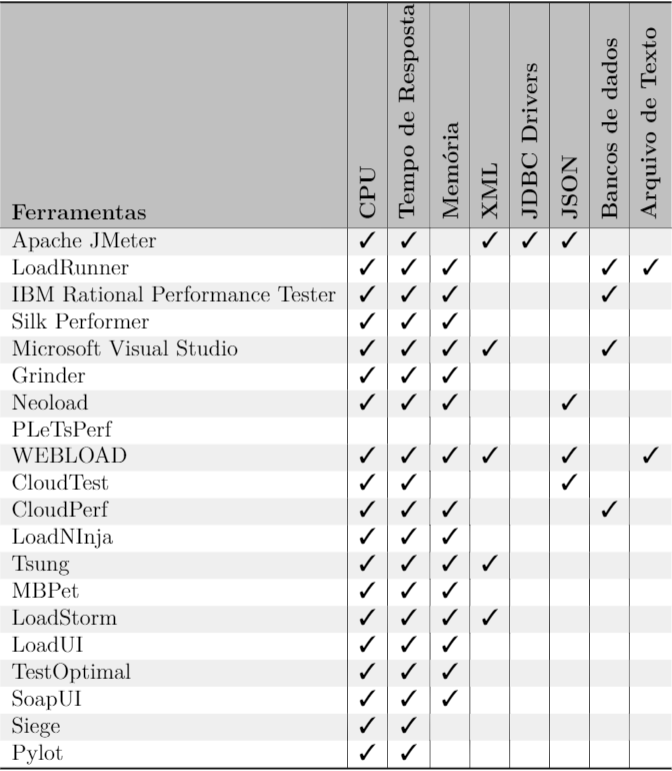 Ferramentas CPU Tempo de Resposta Memória XML JDBC Drivers JSON Bancos de dados Arquivo de Texto
Apache JMeter ✓ ✓ ✓ ✓ ✓
LoadRunner ✓ ✓ ✓ ✓ ✓
IBM Rational Performance Tester ✓ ✓ ✓ ✓
Silk Performer ✓ ✓ ✓
Microsoft Visual Studio ✓ ✓ ✓ ✓ ✓
Grinder ✓ ✓ ✓
Neoload ✓ ✓ ✓ ✓
PLeTsPerf
WEBLOAD ✓ ✓ ✓ ✓ ✓ ✓
CloudTest ✓ ✓ ✓
CloudPerf ✓ ✓ ✓ ✓
LoadNInja ✓ ✓ ✓
Tsung ✓ ✓ ✓ ✓
MBPet ✓ ✓ ✓
LoadStorm ✓ ✓ ✓ ✓
LoadUI ✓ ✓ ✓
TestOptimal ✓ ✓ ✓
SoapUI ✓ ✓ ✓
Siege ✓ ✓
Pylot ✓ ✓